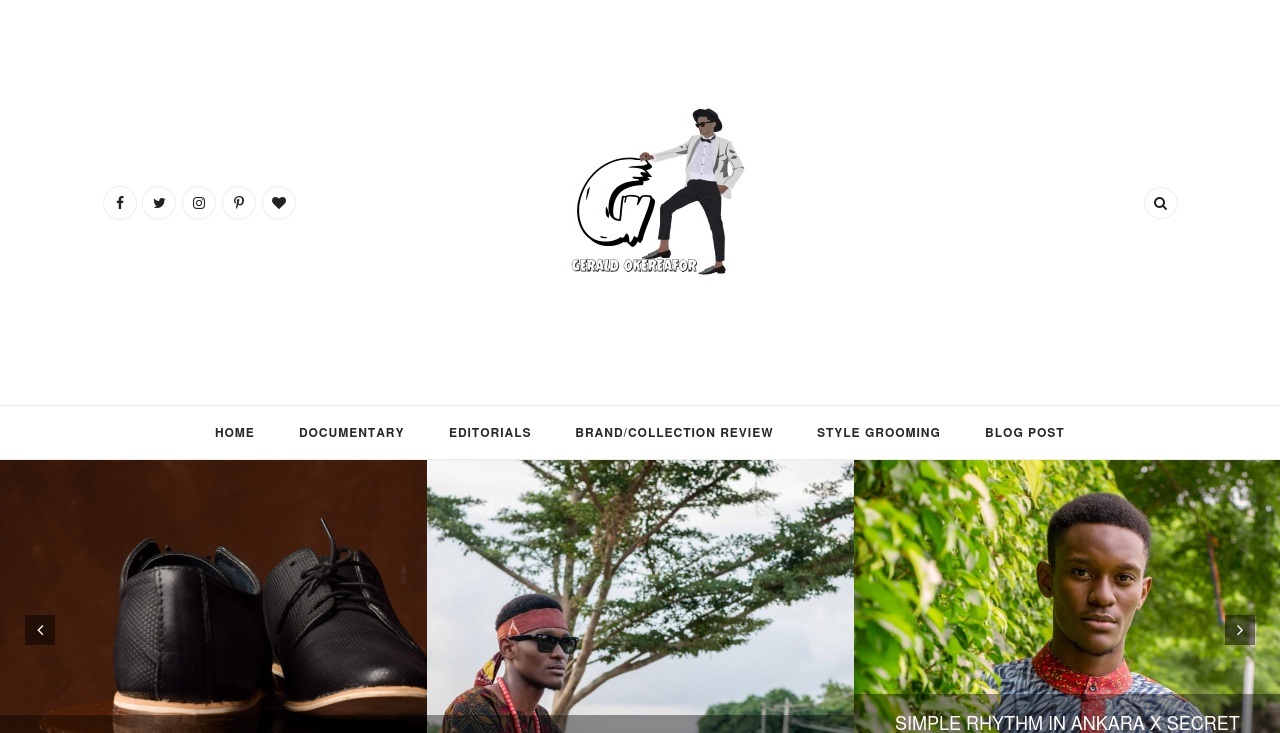 G
GERALD OKEREAFOR
HOME DOCUMENTARY EDITORIALS BRAND/COLLECTION REVIEW STYLE GROOMING BLOG POST
SIMPLE RHYTHM IN ANKARA X SECRET